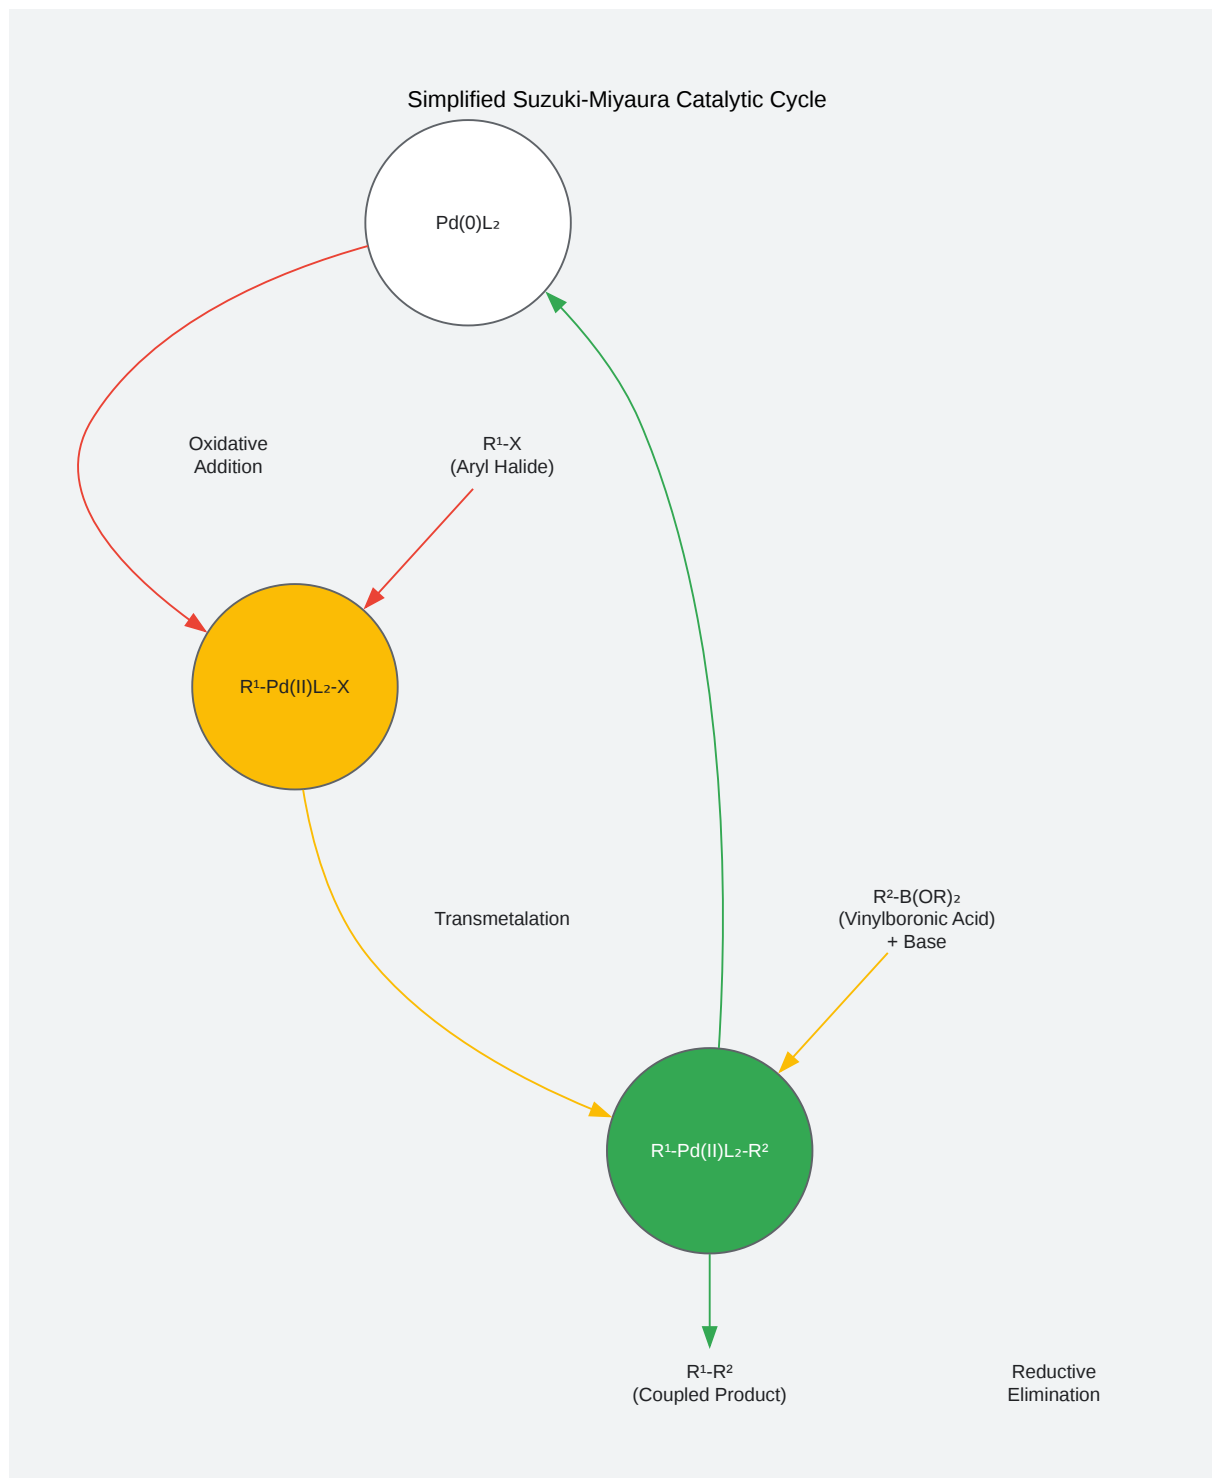 Simplified Suzuki-Miyaura Catalytic Cycle
Pd(0)L₂
Oxidative
Addition
R¹-X
(Aryl Halide)
R¹-Pd(II)L₂-X
Transmetalation
R²-B(OR)₂
(Vinylboronic Acid)
+ Base
R¹-Pd(II)L₂-R²
R¹-R²
(Coupled Product)
Reductive
Elimination